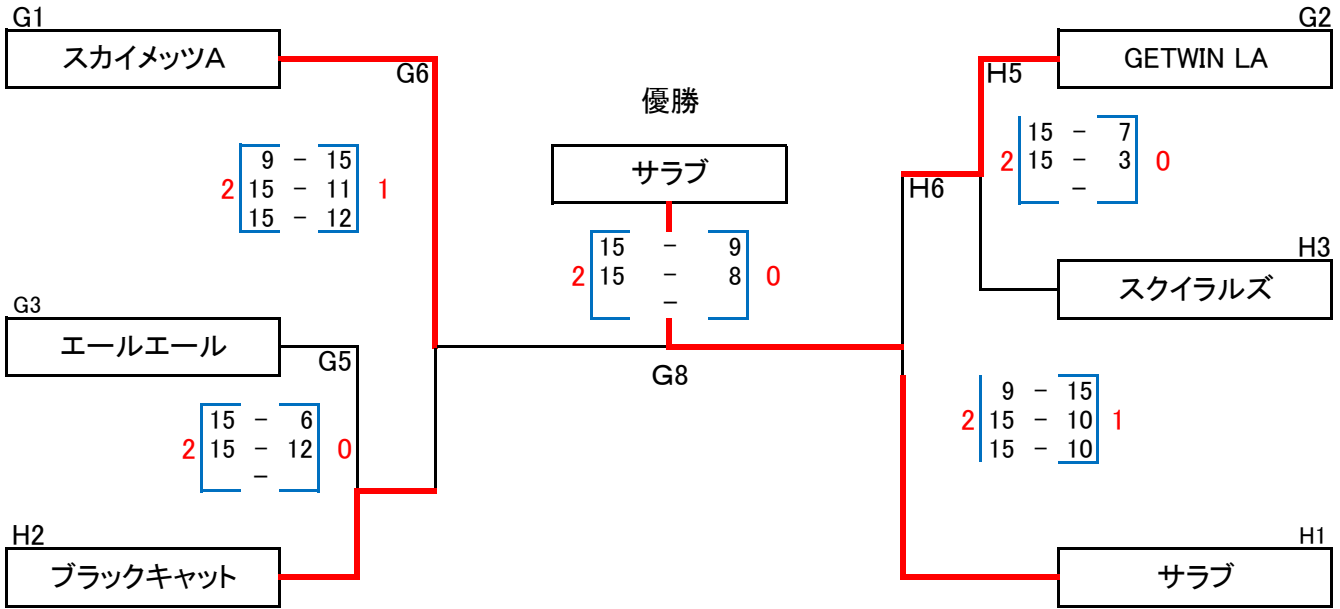 G1
スカイメッツA
G6
9 - 15
2 15 - 11 1
15 - 12
G3
エールエール
G5
15 - 6
2 15 - 12 0
-
H2
ブラックキャット
優勝
サラブ
15 - 9
2 15 - 8 0
-
G8
G2
GETWIN LA
H5
15 - 7
2 15 - 3 0
-
H6
H3
スクイラルズ
9 - 15
2 15 - 10 1
15 - 10
H1
サラブ